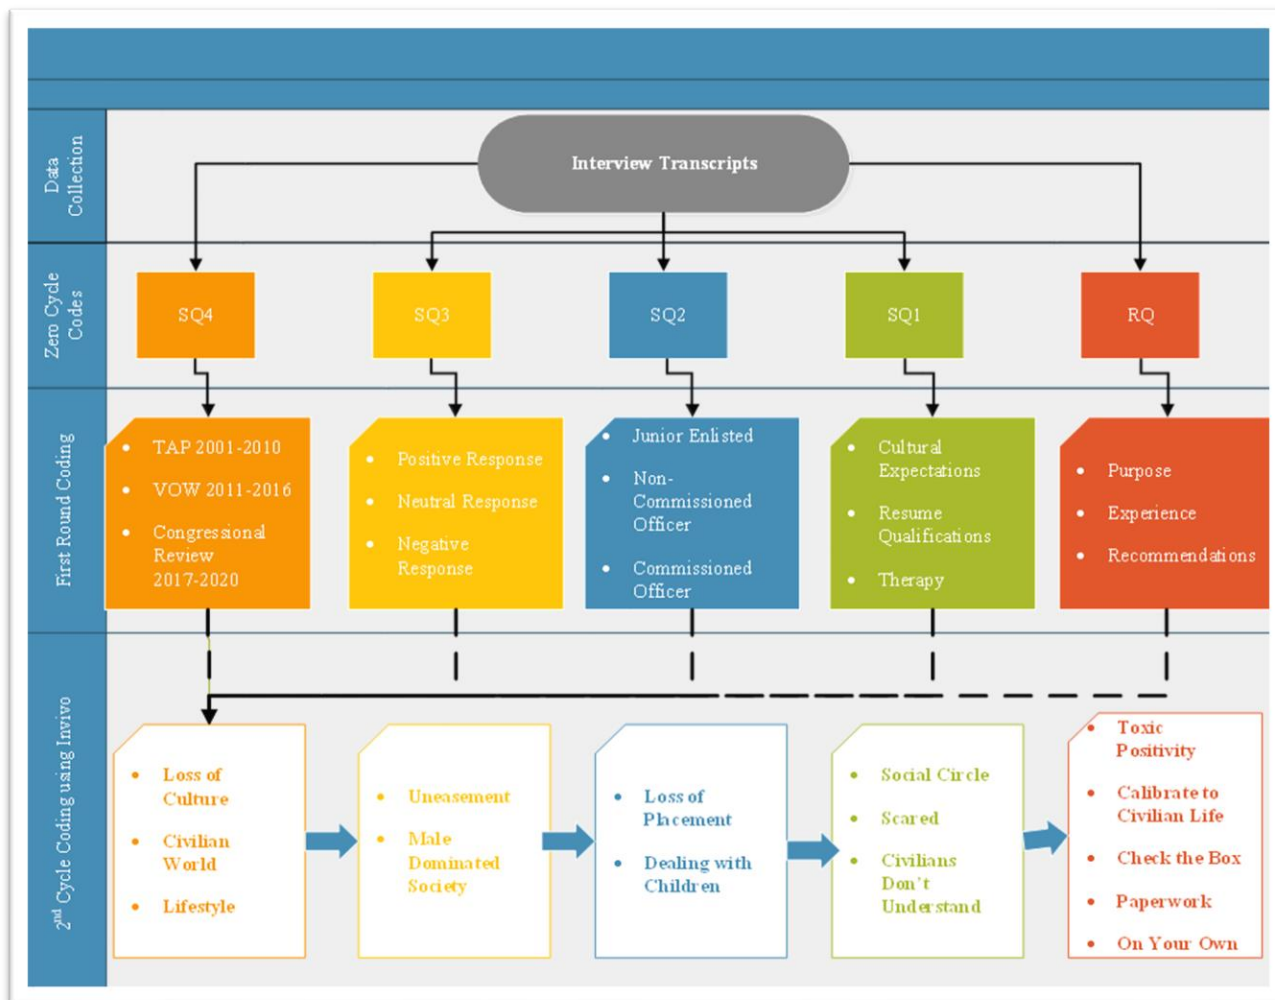 Data
Collection
Interview Transcripts
Zero Cycle
Codes
SQ4
SQ3
SQ2
SQ1
RQ
First Round Coding
• TAP 2001-2010
• VOW 2011-2016
• Congressional
Review
2017-2020
• Positive Response
• Neutral Response
• Negative
Response
• Junior Enlisted
• Non-
Commissioned
Officer
• Commissioned
Officer
• Cultural
Expectations
• Resume
Qualifications
• Therapy
• Purpose
• Experience
• Recommendations
2nd Cycle Coding using Invivo
• Loss of
Culture
• Civilian
World
• Lifestyle
• Uneasement
• Male
Dominated
Society
• Loss of
Placement
• Dealing with
Children
• Social Circle
• Scared
• Civilians
Don't
Understand
• Toxic
Positivity
• Calibrate to
Civilian Life
• Check the Box
• Paperwork
• On Your Own